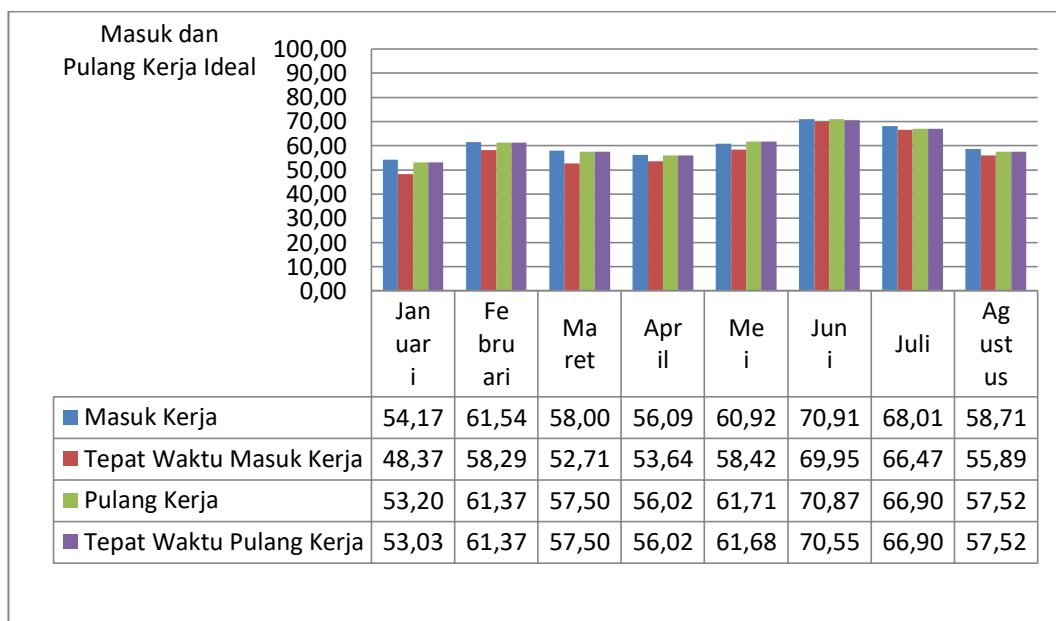 Masuk dan
Pulang Kerja Ideal
100,00
90,00
80,00
70,00
60,00
50,00
40,00
30,00
20,00
10,00
0,00
Jan
uar
i
Fe
bru
ari
Ma
ret
Apr
il
Me
i
Jun
i
Juli
Ag
ust
us
Masuk Kerja 54,17 61,54 58,00 56,09 60,92 70,91 68,01 58,71
Tepat Waktu Masuk Kerja 48,37 58,29 52,71 53,64 58,42 69,95 66,47 55,89
Pulang Kerja 53,20 61,37 57,50 56,02 61,71 70,87 66,90 57,52
Tepat Waktu Pulang Kerja 53,03 61,37 57,50 56,02 61,68 70,55 66,90 57,52